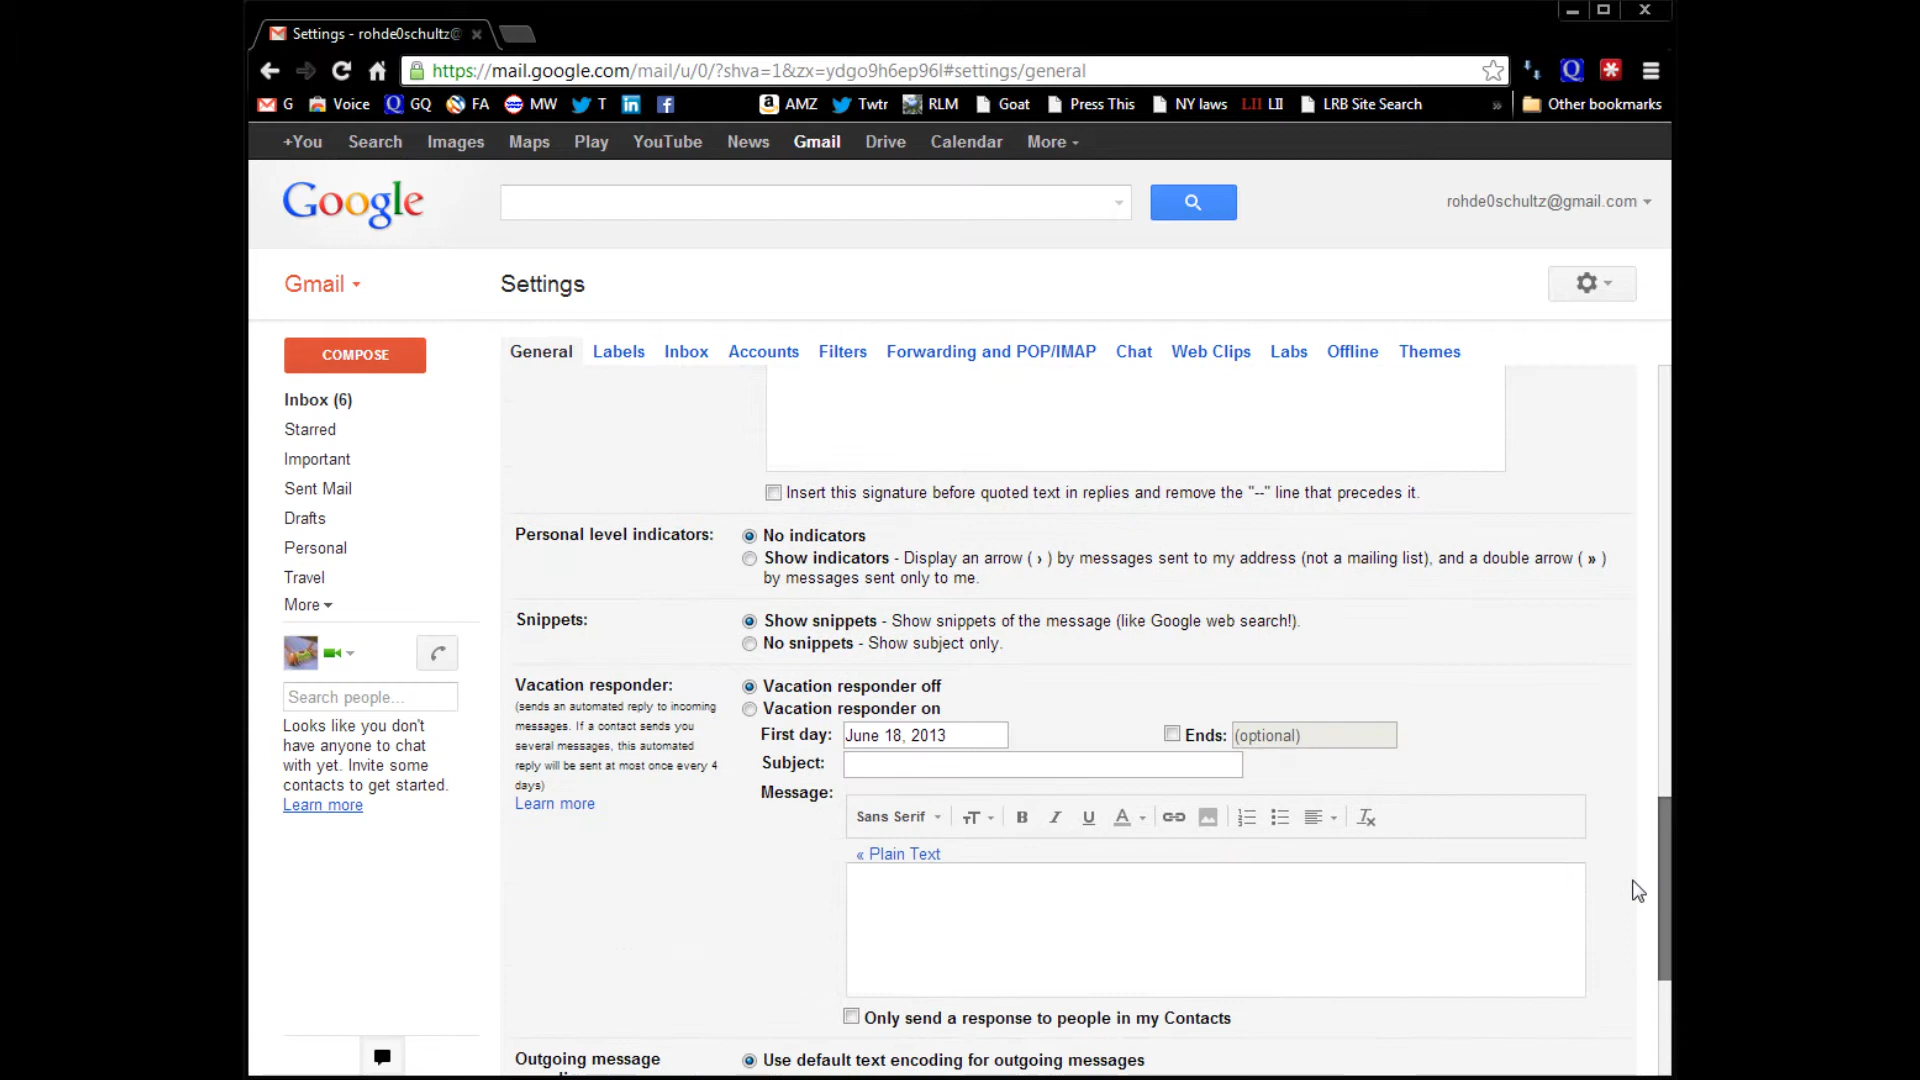 Settings - rohde0schultz@
https://mail.google.com/mail/u/0/?shva=1&zx=ydgo9h6ep96l#settings/general
G Voice GQ FA MW T AMZ Twtr RLM Goat Press This NY laws LII LII LRB Site Search » Other bookmarks
+You Search Images Maps Play YouTube News Gmail Drive Calendar More
Google
rohde0schultz@gmail.com
Gmail
Settings
COMPOSE
General Labels Inbox Accounts Filters Forwarding and POP/IMAP Chat Web Clips Labs Offline Themes
Inbox (6)
Starred
Important
Sent Mail
Drafts
Personal
Travel
More
Search people...
Looks like you don't
have anyone to chat
with yet. Invite some
contacts to get started.
Learn more
Insert this signature before quoted text in replies and remove the "--" line that precedes it.
Personal level indicators:
No indicators
Show indicators - Display an arrow ( › ) by messages sent to my address (not a mailing list), and a double arrow ( » )
by messages sent only to me.
Snippets:
Show snippets - Show snippets of the message (like Google web search!).
No snippets - Show subject only.
Vacation responder:
(sends an automated reply to incoming
messages. If a contact sends you
several messages, this automated
reply will be sent at most once every 4
days)
Learn more
Vacation responder off
Vacation responder on
First day: June 18, 2013 Ends: (optional)
Subject:
Message:
Sans Serif
« Plain Text
Only send a response to people in my Contacts
Outgoing message
Use default text encoding for outgoing messages